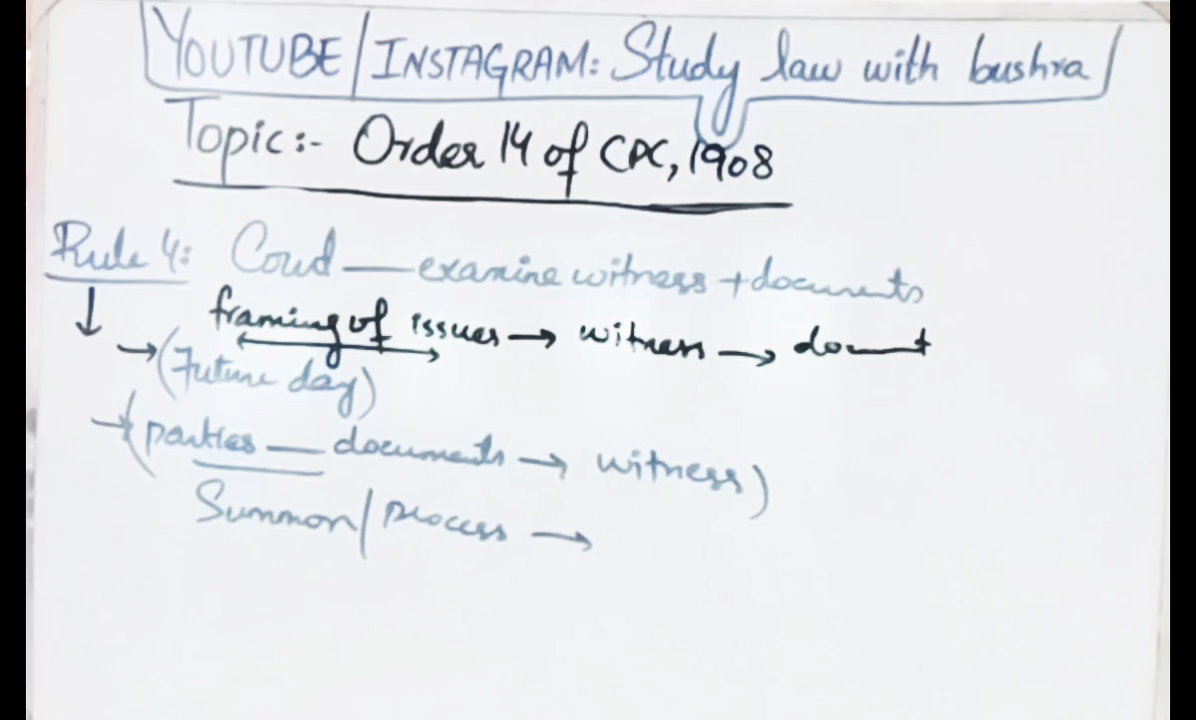 YOUTUBE/INSTAGRAM: Study law with bushra
Topic:- Order 14 of CPC, 1908
Rule 4: Court — examine witness + documents
framing of issues → witness →
→ (Future day)
→ (parties — documents → witness)
Summon/process →